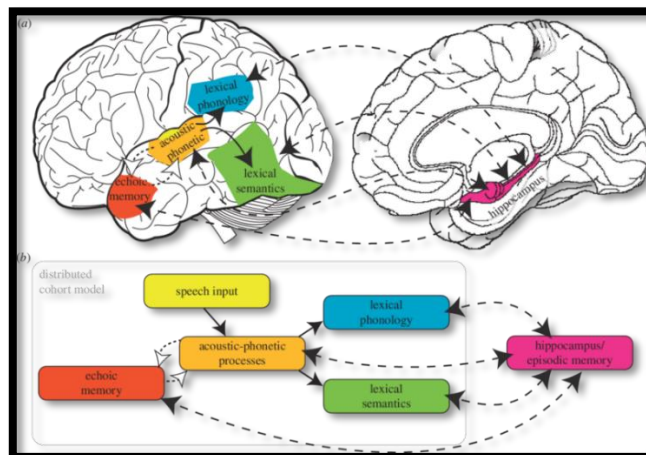 (a)
lexical
phonology
acoustic
phonetic
echoic
memory
lexical
semantics
hippocampus
(b)
distributed
cohort model
speech input
lexical
phonology
acoustic-phonetic
processes
hippocampus/
episodic memory
echoic
memory
lexical
semantics